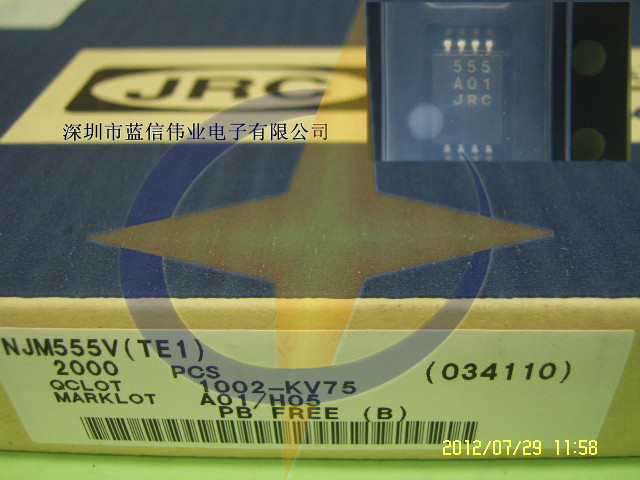 JRC
555
A01
JRC
深圳市蓝信伟业电子有限公司
NJM555V(TE1)
2000 PCS (034110)
QCLOT 1002-KV75
MARKLOT A01/H05
PB FREE (B)
2012/07/29 11:58